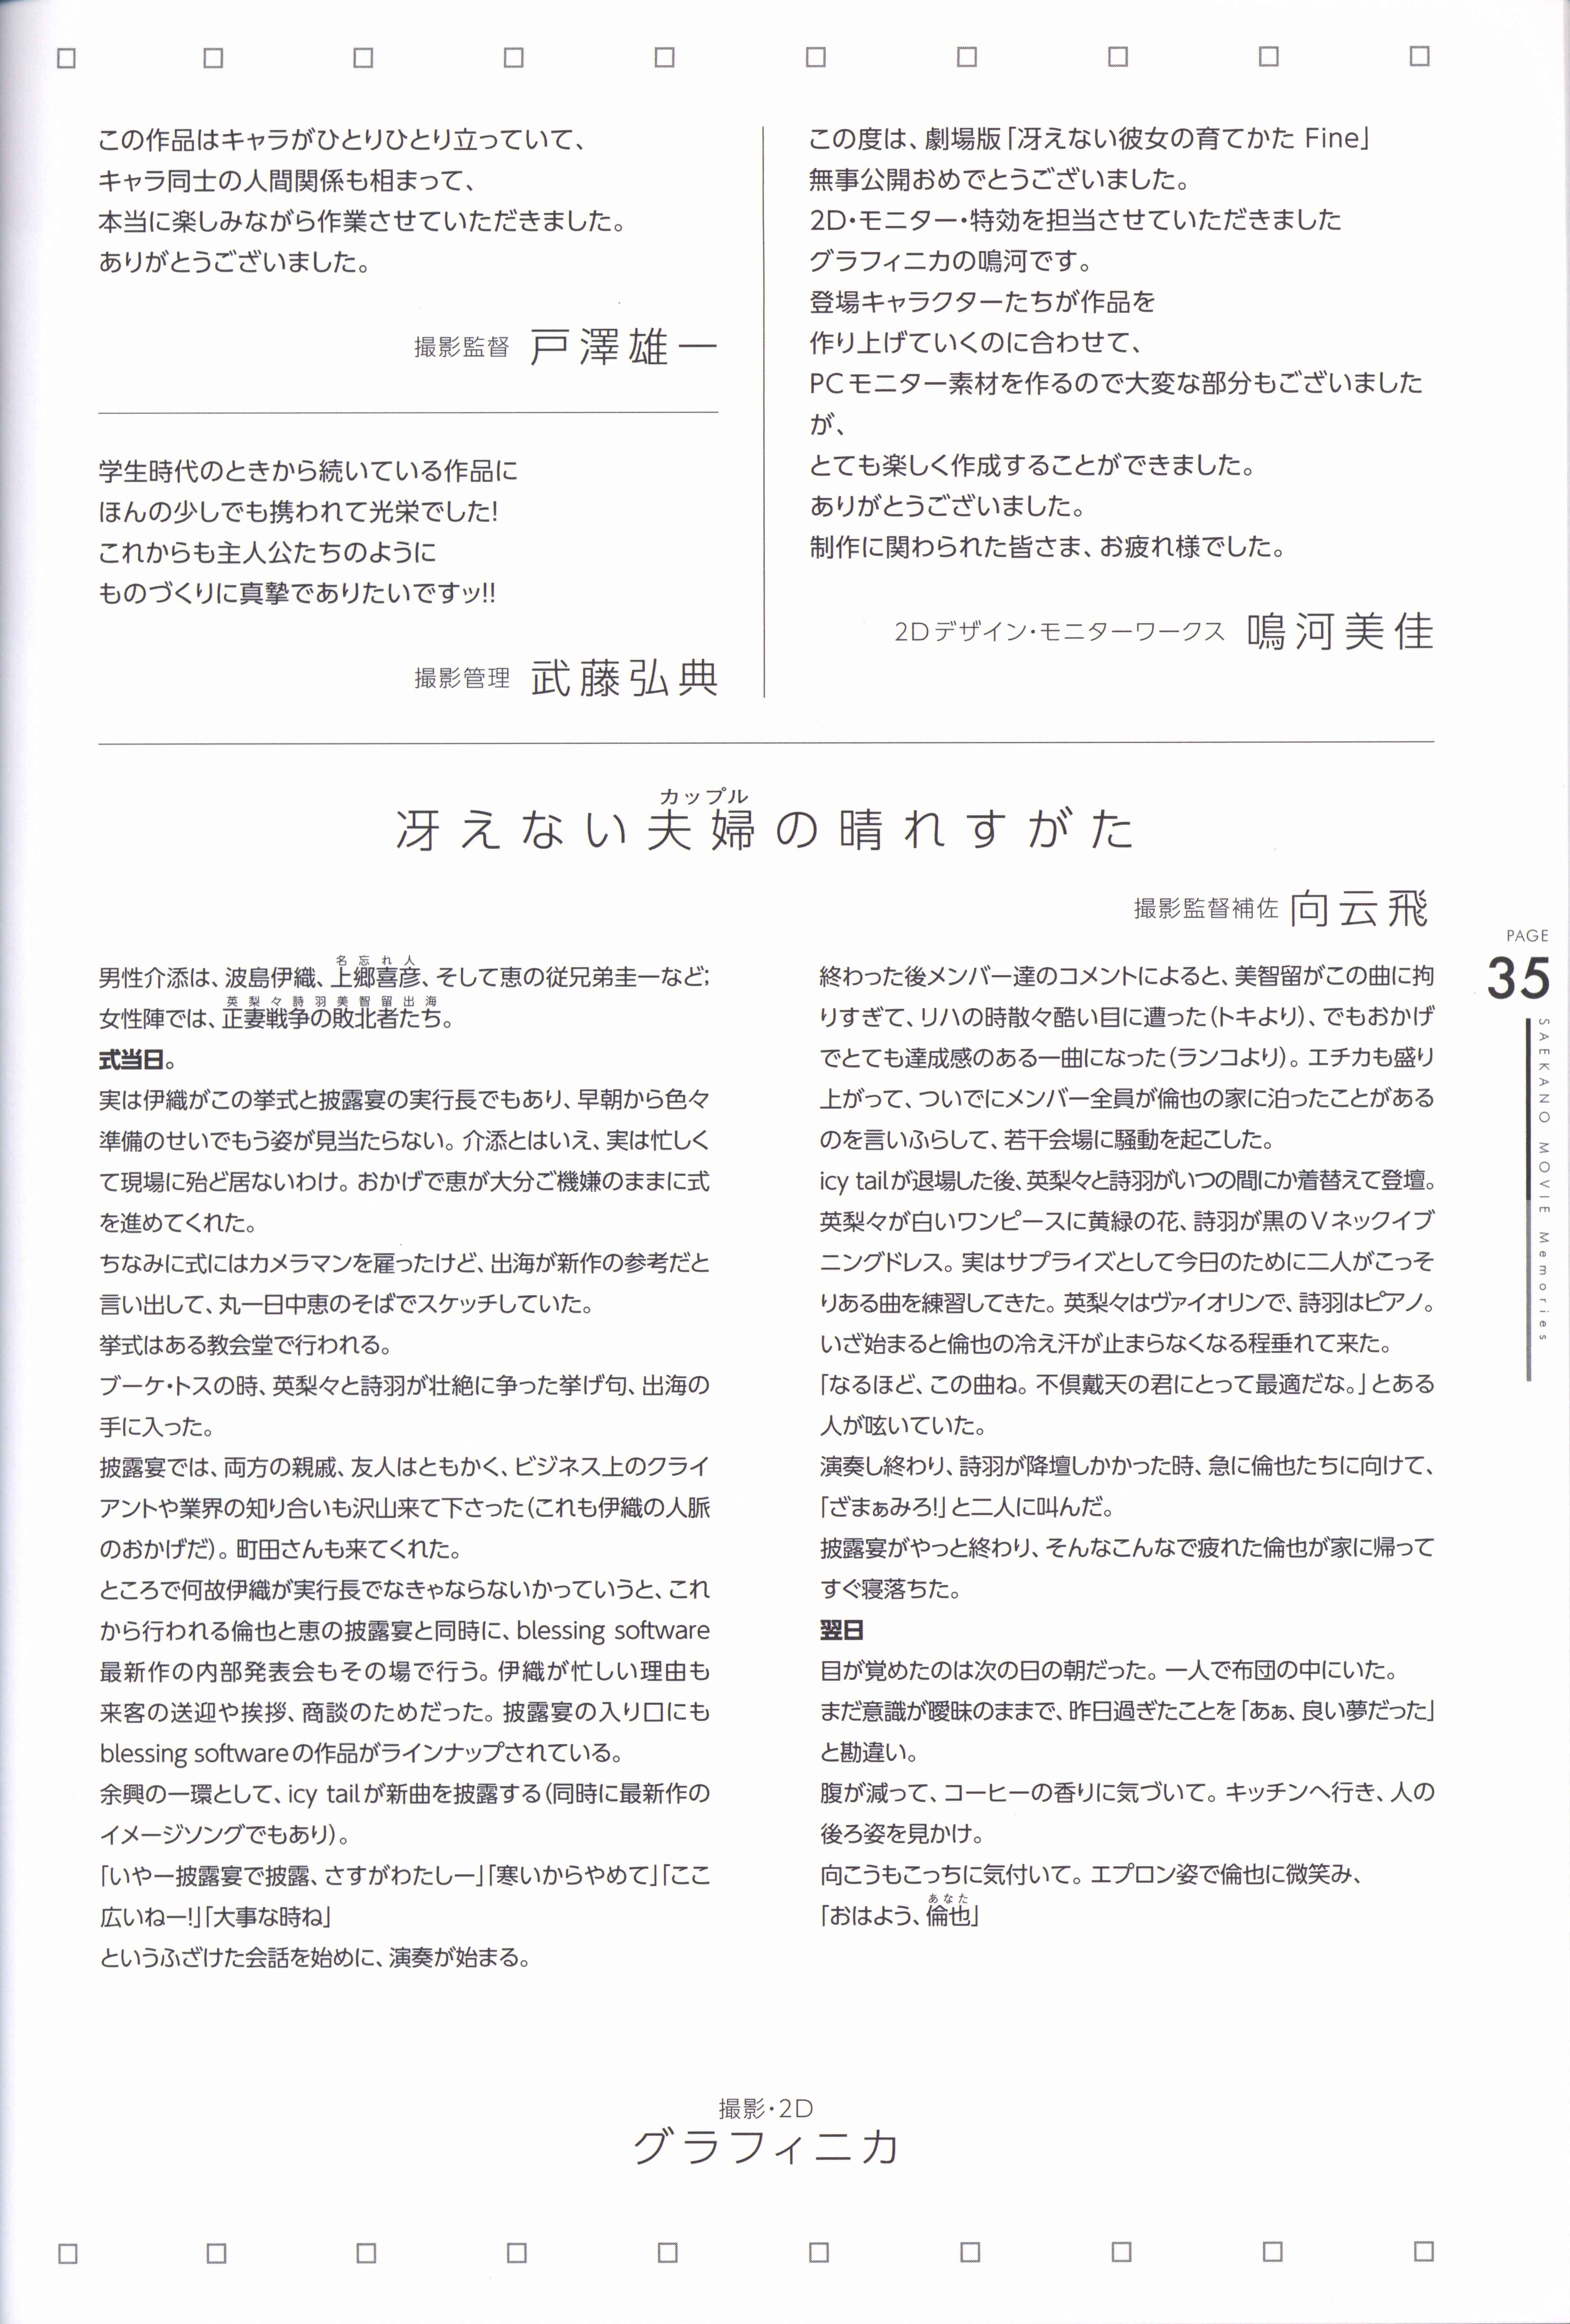 この作品はキャラがひとりひとり立っていて、
キャラ同士の人間関係も相まって、
本当に楽しみながら作業させていただきました。
ありがとうございました。
撮影監督 戸澤雄一
学生時代のときから続いている作品に
ほんの少しでも携われて光栄でした!
これからも主人公たちのように
ものづくりに真摯でありたいですッ!!
撮影管理 武藤弘典
この度は、劇場版「冴えない彼女の育てかた Fine」
無事公開おめでとうございました。
2D・モニター・特効を担当させていただきました
グラフィニカの鳴河です。
登場キャラクターたちが作品を
作り上げていくのに合わせて、
PCモニター素材を作るので大変な部分もございました
が、
とても楽しく作成することができました。
ありがとうございました。
制作に関わられた皆さま、お疲れ様でした。
2Dデザイン・モニターワークス 鳴河美佳
カップル
冴えない夫婦の晴れすがた
撮影監督補佐 向云飛
名忘れ人
男性介添は、波島伊織、上郷喜彦、そして恵の従兄弟圭一など;
英梨々詩羽美智留出海
女性陣では、正妻戦争の敗北者たち。
式当日。
実は伊織がこの挙式と披露宴の実行長でもあり、早朝から色々
準備のせいでもう姿が見当たらない。介添とはいえ、実は忙しく
て現場に殆ど居ないわけ。おかげで恵が大分ご機嫌のままに式
を進めてくれた。
ちなみに式にはカメラマンを雇ったけど、出海が新作の参考だと
言い出して、丸一日中恵のそばでスケッチしていた。
挙式はある教会堂で行われる。
ブーケ・トスの時、英梨々と詩羽が壮絶に争った挙げ句、出海の
手に入った。
披露宴では、両方の親戚、友人はともかく、ビジネス上のクライ
アントや業界の知り合いも沢山来て下さった(これも伊織の人脈
のおかげだ)。町田さんも来てくれた。
ところで何故伊織が実行長でなきゃならないかっていうと、これ
から行われる倫也と恵の披露宴と同時に、blessing software
最新作の内部発表会もその場で行う。伊織が忙しい理由も
来客の送迎や挨拶、商談のためだった。披露宴の入り口にも
blessing softwareの作品がラインナップされている。
余興の一環として、icy tailが新曲を披露する(同時に最新作の
イメージソングでもあり)。
「いやー披露宴で披露、さすがわたしー」「寒いからやめて」「ここ
広いねー!」「大事な時ね」
というふざけた会話を始めに、演奏が始まる。
終わった後メンバー達のコメントによると、美智留がこの曲に拘
りすぎて、リハの時散々酷い目に遭った(トキより)、でもおかげ
でとても達成感のある一曲になった(ランコより)。エチカも盛り
上がって、ついでにメンバー全員が倫也の家に泊ったことがある
のを言いふらして、若干会場に騒動を起こした。
icy tailが退場した後、英梨々と詩羽がいつの間にか着替えて登壇。
英梨々が白いワンピースに黄緑の花、詩羽が黒のVネックイブ
ニングドレス。実はサプライズとして今日のために二人がこっそ
りある曲を練習してきた。英梨々はヴァイオリンで、詩羽はピアノ。
いざ始まると倫也の冷え汗が止まらなくなる程垂れて来た。
「なるほど、この曲ね。不倶戴天の君にとって最適だな。」とある
人が呟いていた。
演奏し終わり、詩羽が降壇しかかった時、急に倫也たちに向けて、
「ざまぁみろ!」と二人に叫んだ。
披露宴がやっと終わり、そんなこんなで疲れた倫也が家に帰って
すぐ寝落ちた。
翌日
目が覚めたのは次の日の朝だった。一人で布団の中にいた。
まだ意識が曖昧のままで、昨日過ぎたことを「あぁ、良い夢だった」
と勘違い。
腹が減って、コーヒーの香りに気づいて。キッチンへ行き、人の
後ろ姿を見かけ。
向こうもこっちに気付いて。エプロン姿で倫也に微笑み、
あなた
「おはよう、倫也」
撮影・2D
グラフィニカ
PAGE
35
SAEKANO MOVIE Memories